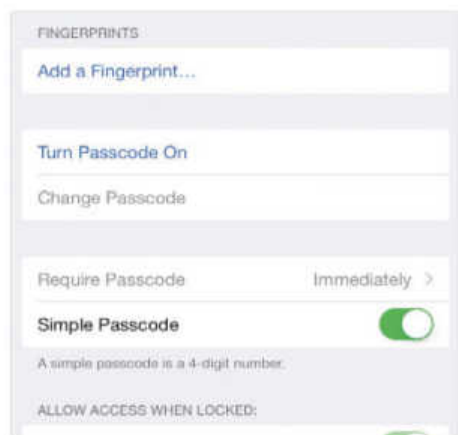 FINGERPRINTS
Add a Fingerprint...
Turn Passcode On
Change Passcode
Require Passcode Immediately >
Simple Passcode
A simple passcode is a 4-digit number.
ALLOW ACCESS WHEN LOCKED: